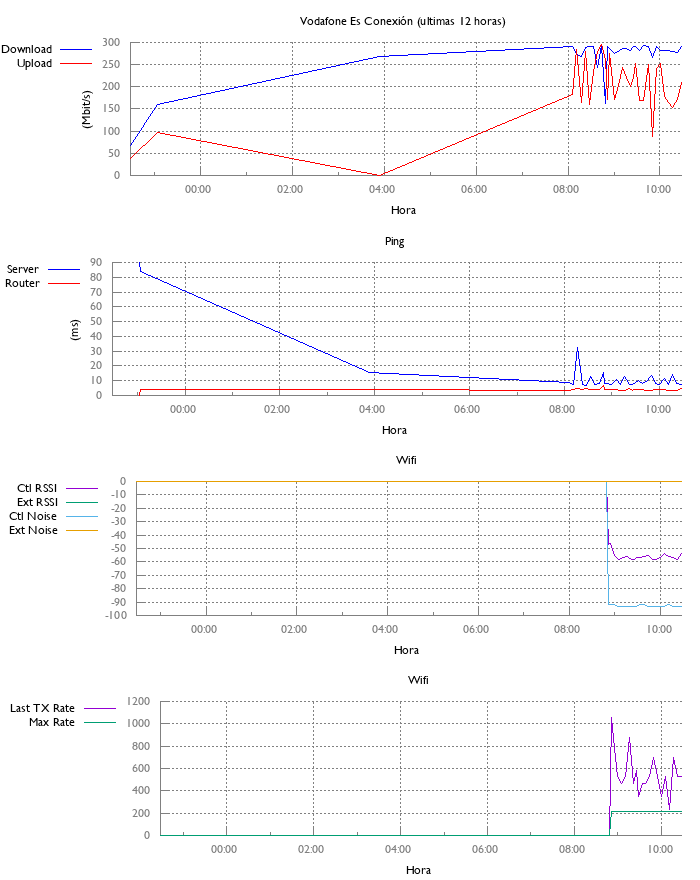 Vodafone Es Conexión (ultimas 12 horas)
Download
Upload
300
250
200
150
100
50
0
(Mbit/s)
00:00 02:00 04:00 06:00 08:00 10:00
Hora
Ping
Server
Router
90
80
70
60
50
40
30
20
10
0
(ms)
00:00 02:00 04:00 06:00 08:00 10:00
Hora
Wifi
Ctl RSSI
Ext RSSI
Ctl Noise
Ext Noise
0
-10
-20
-30
-40
-50
-60
-70
-80
-90
-100
00:00 02:00 04:00 06:00 08:00 10:00
Hora
Wifi
Last TX Rate
Max Rate
1200
1000
800
600
400
200
0
00:00 02:00 04:00 06:00 08:00 10:00
Hora